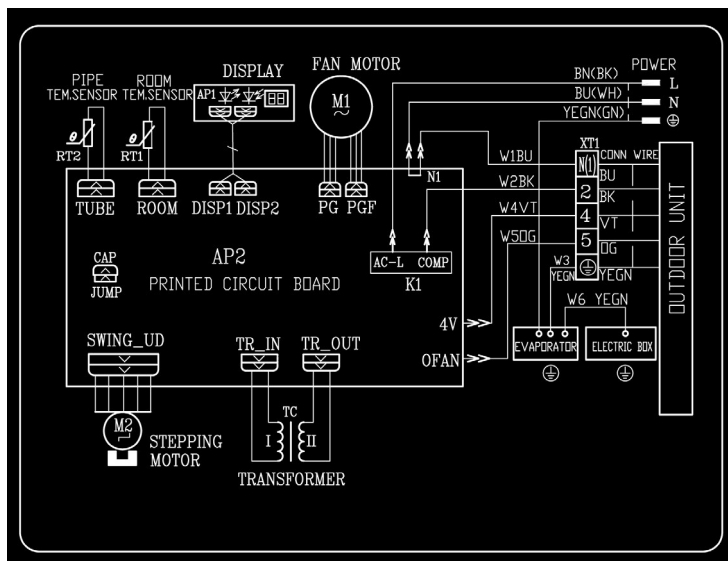 PIPE TEM.SENSOR
ROOM TEM.SENSOR
DISPLAY
AP1
FAN MOTOR
M1
~
POWER
BN(BK)
L
BU(WH)
N
YEGN(GN)
θ
RT2
θ
RT1
XT1
N1
W1BU
N(1)
CONN WIRE
BU
W2BK
2
BK
W4VT
4
VT
W5OG
5
OG
W3 YEGN
YEGN
OUTDOOR UNIT
TUBE
ROOM
DISP1
DISP2
PG
PGF
AP2
PRINTED CIRCUIT BOARD
CAP
JUMP
AC-L
COMP
K1
W6 YEGN
4V
OFAN
EVAPORATOR
ELECTRIC BOX
SWING_UD
TR_IN
TR_OUT
M2
STEPPING MOTOR
TC
I
II
TRANSFORMER